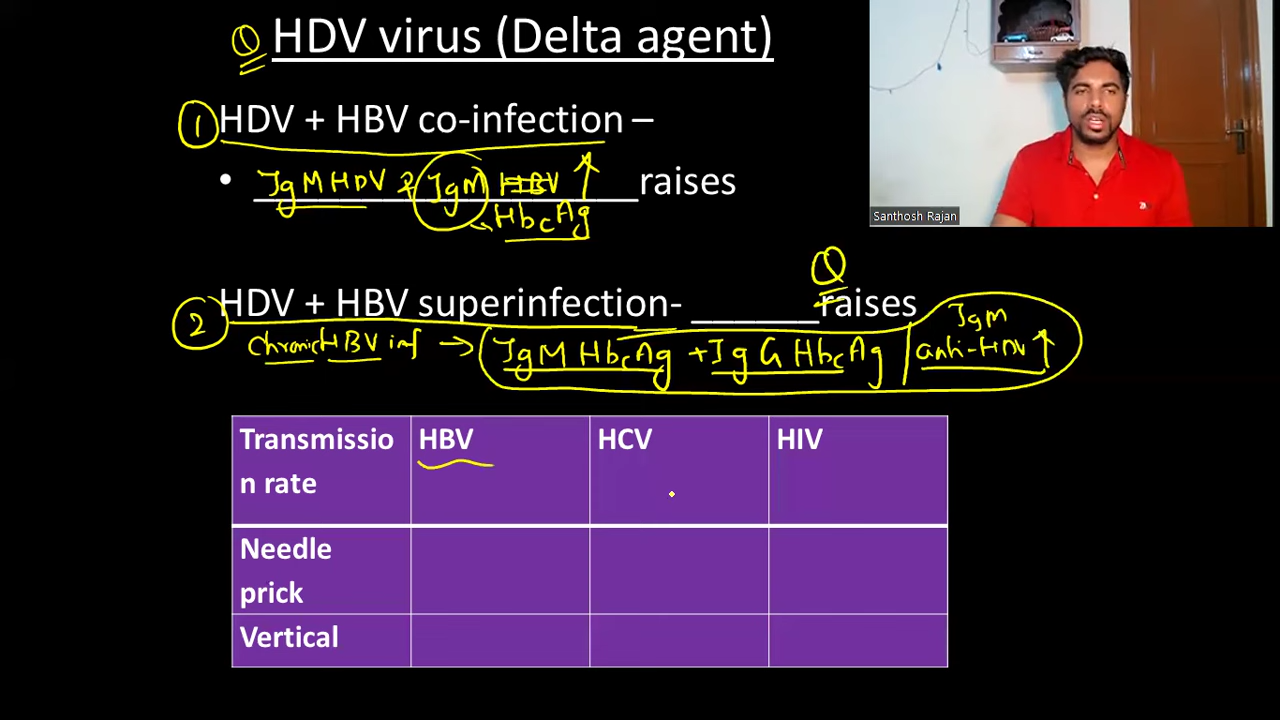 Q HDV virus (Delta agent)
1 HDV + HBV co-infection –
• IgM HDV & IgM HBV ↑ raises
HbcAg
Q
2 HDV + HBV superinfection- ______raises
chronic HBV inf → IgM HbcAg + IgG HbcAg / IgM
anti-HDV ↑
Transmissio
n rate
HBV
HCV
HIV
Needle
prick
Vertical
Santhosh Rajan